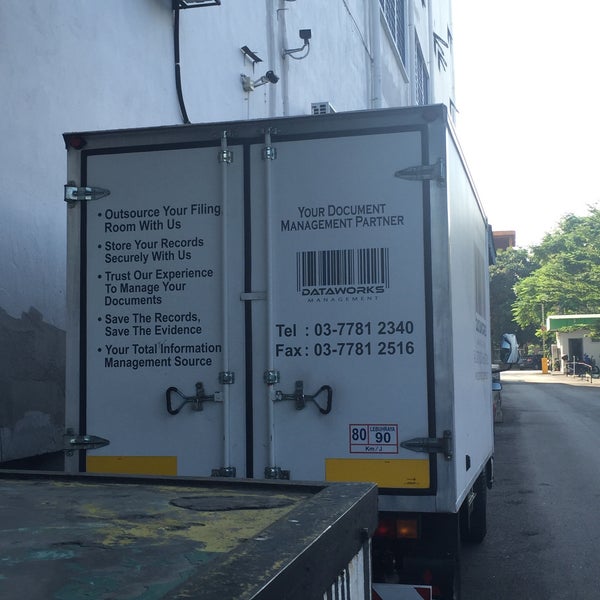 • Outsource Your Filing
Room With Us
• Store Your Records
Securely With Us
• Trust Our Experience
To Manage Your
Documents
• Save The Records,
Save The Evidence
• Your Total Information
Management Source
YOUR DOCUMENT
MANAGEMENT PARTNER
DATAWORKS
MANAGEMENT
Tel : 03-7781 2340
Fax : 03-7781 2516
80
LEBUHRAYA
90
Km / J